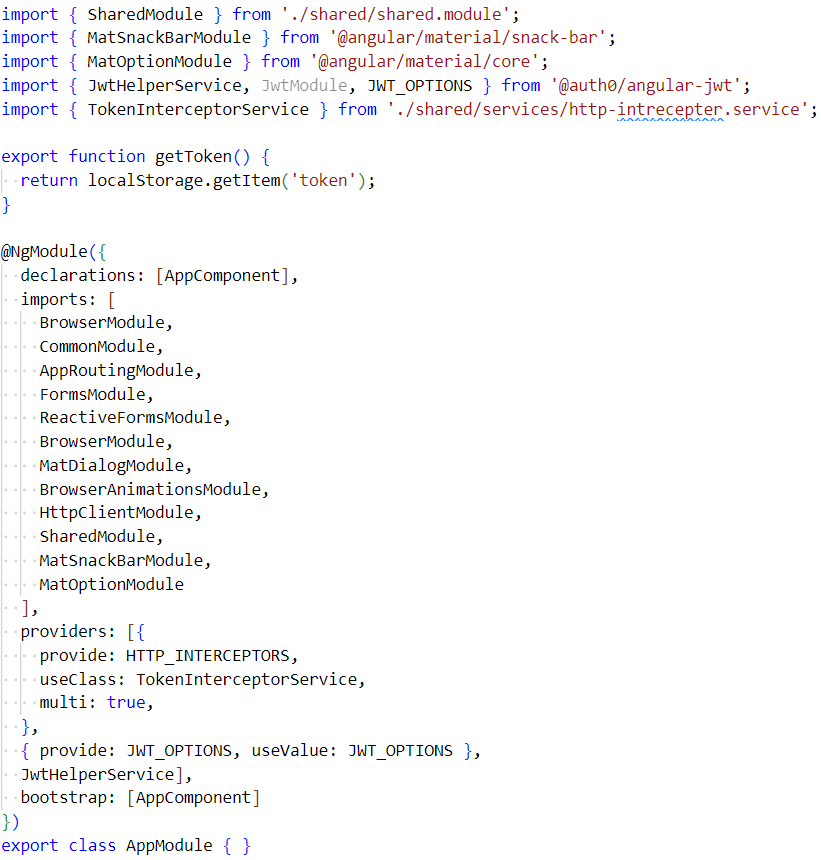 import { SharedModule } from './shared/shared.module';
import { MatSnackBarModule } from '@angular/material/snack-bar';
import { MatOptionModule } from '@angular/material/core';
import { JwtHelperService, JwtModule, JWT_OPTIONS } from '@auth0/angular-jwt';
import { TokenInterceptorService } from './shared/services/http-intrecepter.service';

export function getToken() {
  return localStorage.getItem('token');
}

@NgModule({
  declarations: [AppComponent],
  imports: [
    BrowserModule,
    CommonModule,
    AppRoutingModule,
    FormsModule,
    ReactiveFormsModule,
    BrowserModule,
    MatDialogModule,
    BrowserAnimationsModule,
    HttpClientModule,
    SharedModule,
    MatSnackBarModule,
    MatOptionModule
  ],
  providers: [{
    provide: HTTP_INTERCEPTORS,
    useClass: TokenInterceptorService,
    multi: true,
  },
  { provide: JWT_OPTIONS, useValue: JWT_OPTIONS },
  JwtHelperService],
  bootstrap: [AppComponent]
})
export class AppModule { }